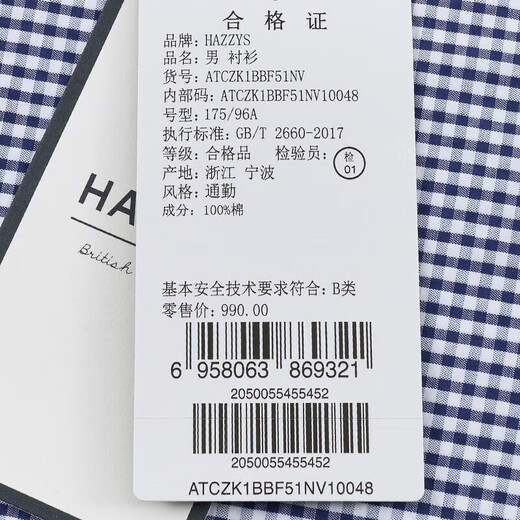 合格证
品牌: HAZZYS
品名: 男 衬衫
货号: ATCZK1BBF51NV
内部码: ATCZK1BBF51NV10048
号型: 175/96A
执行标准: GB/T 2660-2017
等级: 合格品 检验员: 检 01
产地: 浙江 宁波
风格: 通勤
成分: 100%棉
基本安全技术要求符合: B类
零售价: 990.00
6 958063 869321
2050055455452
2050055455452
ATCZK1BBF51NV10048
HA
British